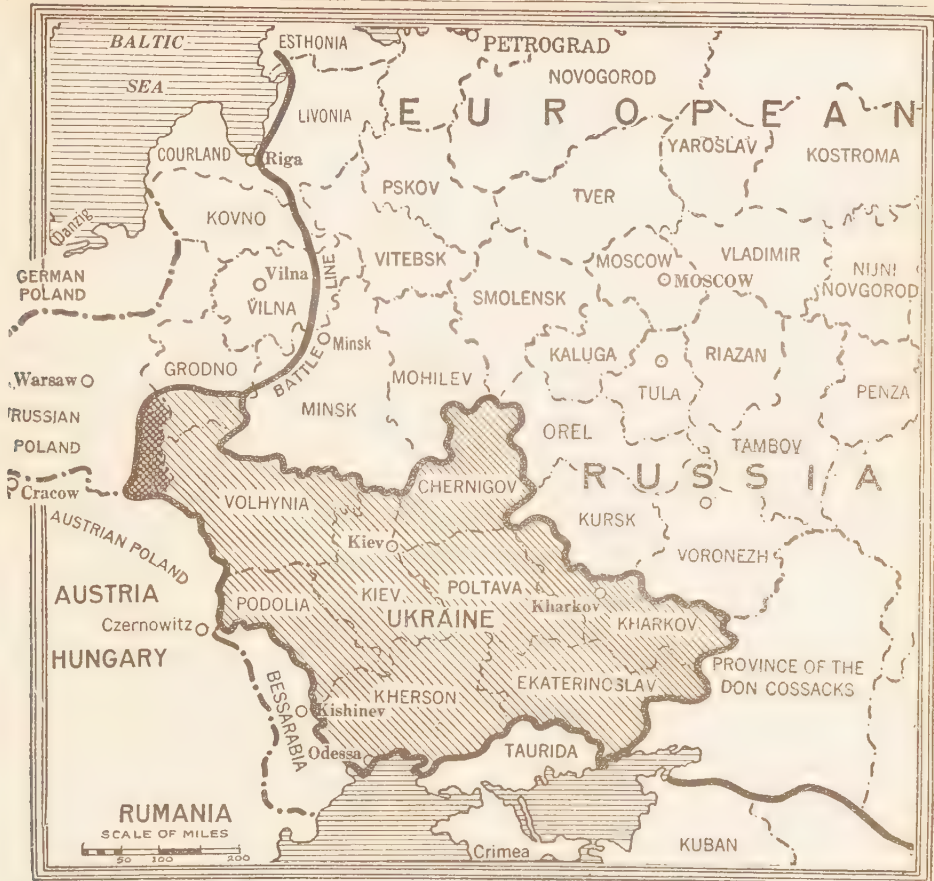 BALTIC
SEA
ESTHONIA
PETROGRAD
NOVOGOROD
LIVONIA
EUROPEAN
YAROSLAV
KOSTROMA
COURLAND
Riga
PSKOV
TVER
KOVNO
Danzig
VITEBSK
MOSCOW
VLADIMIR
GERMAN
POLAND
Vilna
VILNA
BATTLE LINE
SMOLENSK
MOSCOW
NIJNI
NOVGOROD
Minsk
KALUGA
RIAZAN
GRODNO
Warsaw
MOHILEV
TULA
PENZA
MINSK
RUSSIAN
POLAND
OREL
TAMBOV
RUSSIA
Cracow
VOLHYNIA
CHERNIGOV
KURSK
AUSTRIAN POLAND
Kiev
VORONEZH
AUSTRIA
HUNGARY
PODOLIA
KIEV
POLTAVA
UKRAINE
Kharkov
KHARKOV
Czernowitz
PROVINCE OF THE
DON COSSACKS
BESSARABIA
Kishinev
KHERSON
EKATERINOSLAV
Odessa
TAURIDA
RUMANIA
SCALE OF MILES
50 100 200
Crimea
KUBAN